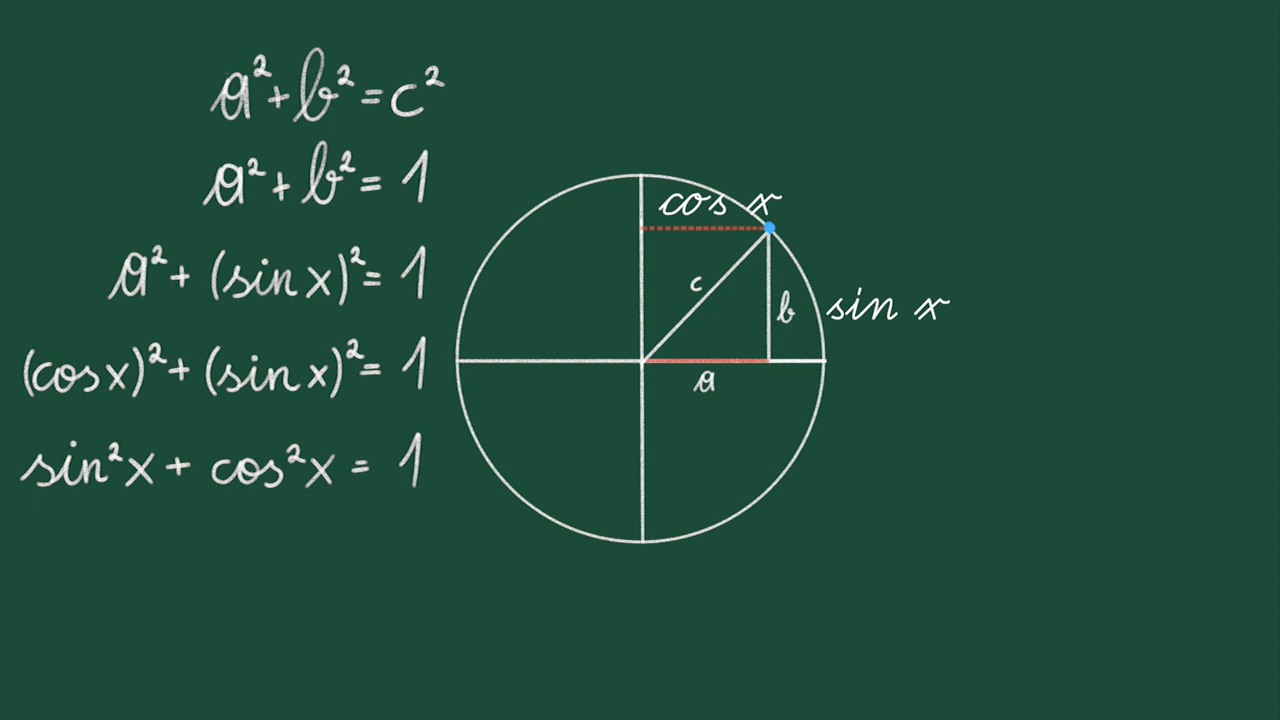 a²+b²=c²
a²+b²=1
a²+(sin x)²=1
(cos x)²+(sin x)²=1
sin²x+cos²x=1
cos x
c
b
sin x
a